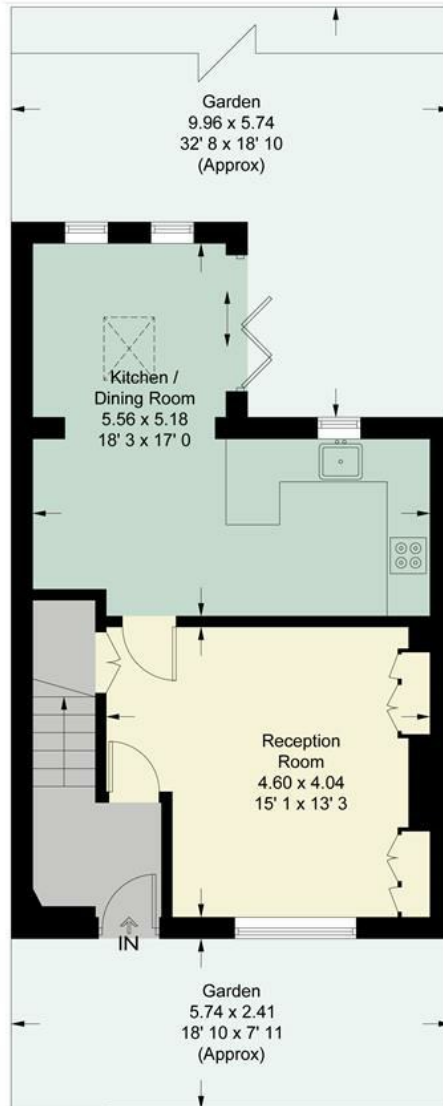 Garden
9.96 x 5.74
32' 8 x 18' 10
(Approx)
Kitchen /
Dining Room
5.56 x 5.18
18' 3 x 17' 0
Reception
Room
4.60 x 4.04
15' 1 x 13' 3
IN
Garden
5.74 x 2.41
18' 10 x 7' 11
(Approx)